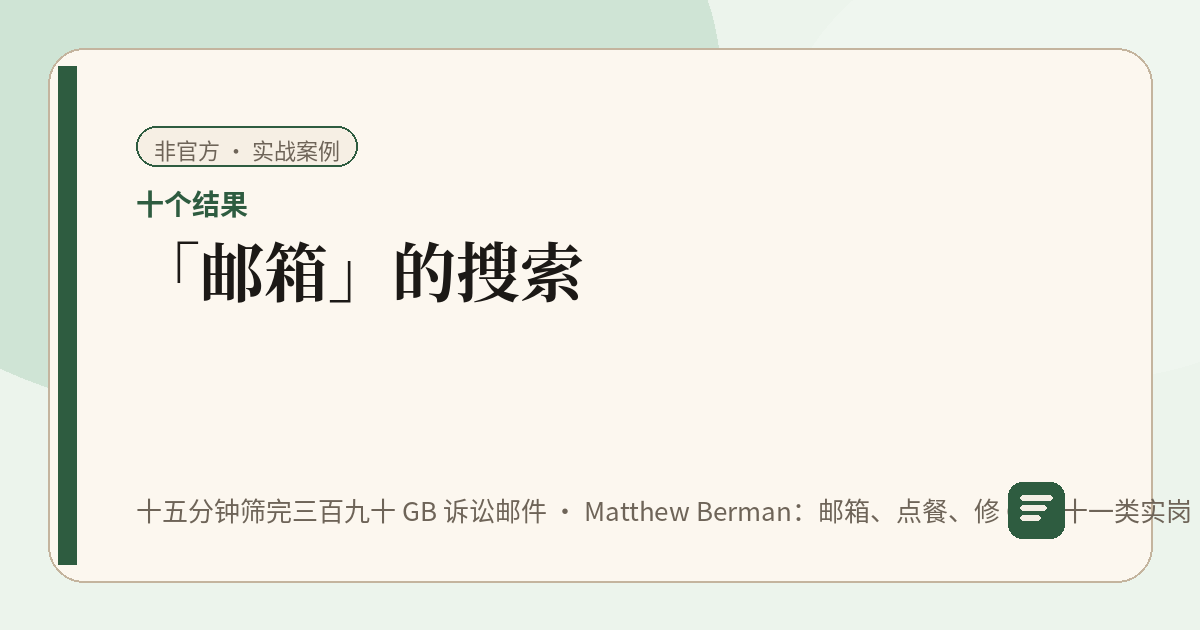 非官方 · 实战案例
十个结果
「邮箱」的搜索
十五分钟筛完三百九十 GB 诉讼邮件 · Matthew Berman：邮箱、点餐、修 十一类实岗